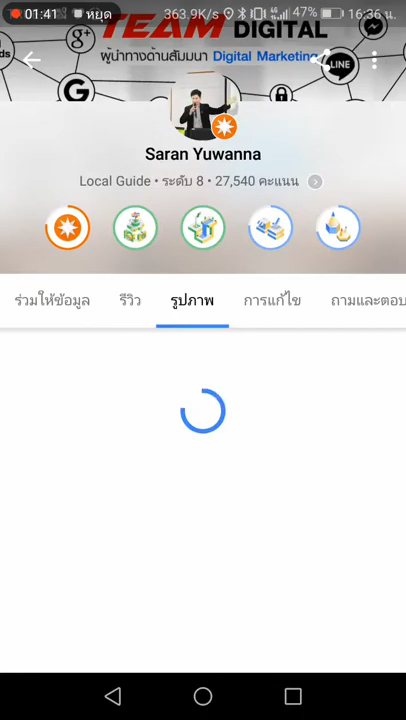 01:41 หยุด 363.9K/s 47% 16:36 น.
TEAM DIGITAL
ผู้นำทางด้านสัมมนา Digital Marketing
LINE
g+
G
Saran Yuwanna
Local Guide • ระดับ 8 • 27,540 คะแนน
ร่วมให้ข้อมูล รีวิว รูปภาพ การแก้ไข ถามและตอบ